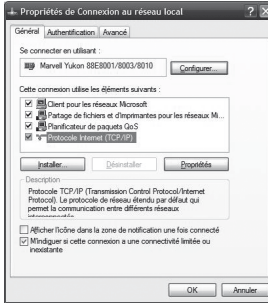 Propriétés de Connexion au réseau local
Général Authentification Avancé
Se connecter en utilisant :
Marvell Yukon 88E8001/8003/8010
Configurer...
Cette connexion utilise les éléments suivants :
Client pour les réseaux Microsoft
Partage de fichiers et d'imprimantes pour les réseaux Mi...
Planificateur de paquets QoS
Protocole Internet (TCP/IP)
Installer... Désinstaller Propriétés
Description
Protocole TCP/IP (Transmission Control Protocol/Internet
Protocol). Le protocole de réseau étendu par défaut qui
permet la communication entre différents réseaux
interconnectés.
Afficher l'icône dans la zone de notification une fois connecté
M'indiquer si cette connexion a une connectivité limitée ou
inexistante
OK Annuler